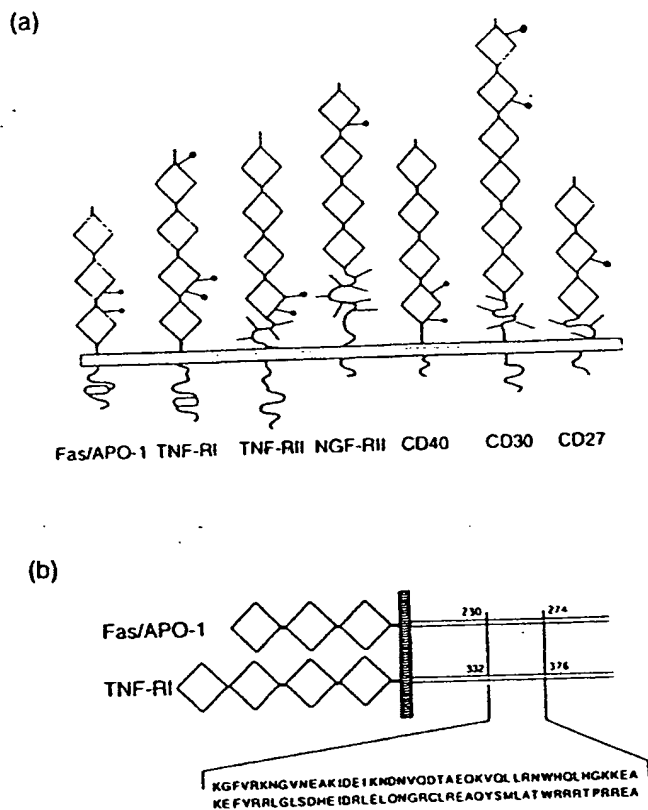 (a)
Fas/APO-1 TNF-RI TNF-RII NGF-RII CD40 CD30 CD27
(b)
Fas/APO-1
230 274
TNF-RI
332 376
KGFVRKNGVNEAKIDEIKNDNVQDTAEQKVQLLRNWHQLHGKKEA
KEFVRRLGLSDHEIDRLELQNGRCLREAQYSMLATWRRRTPRREA